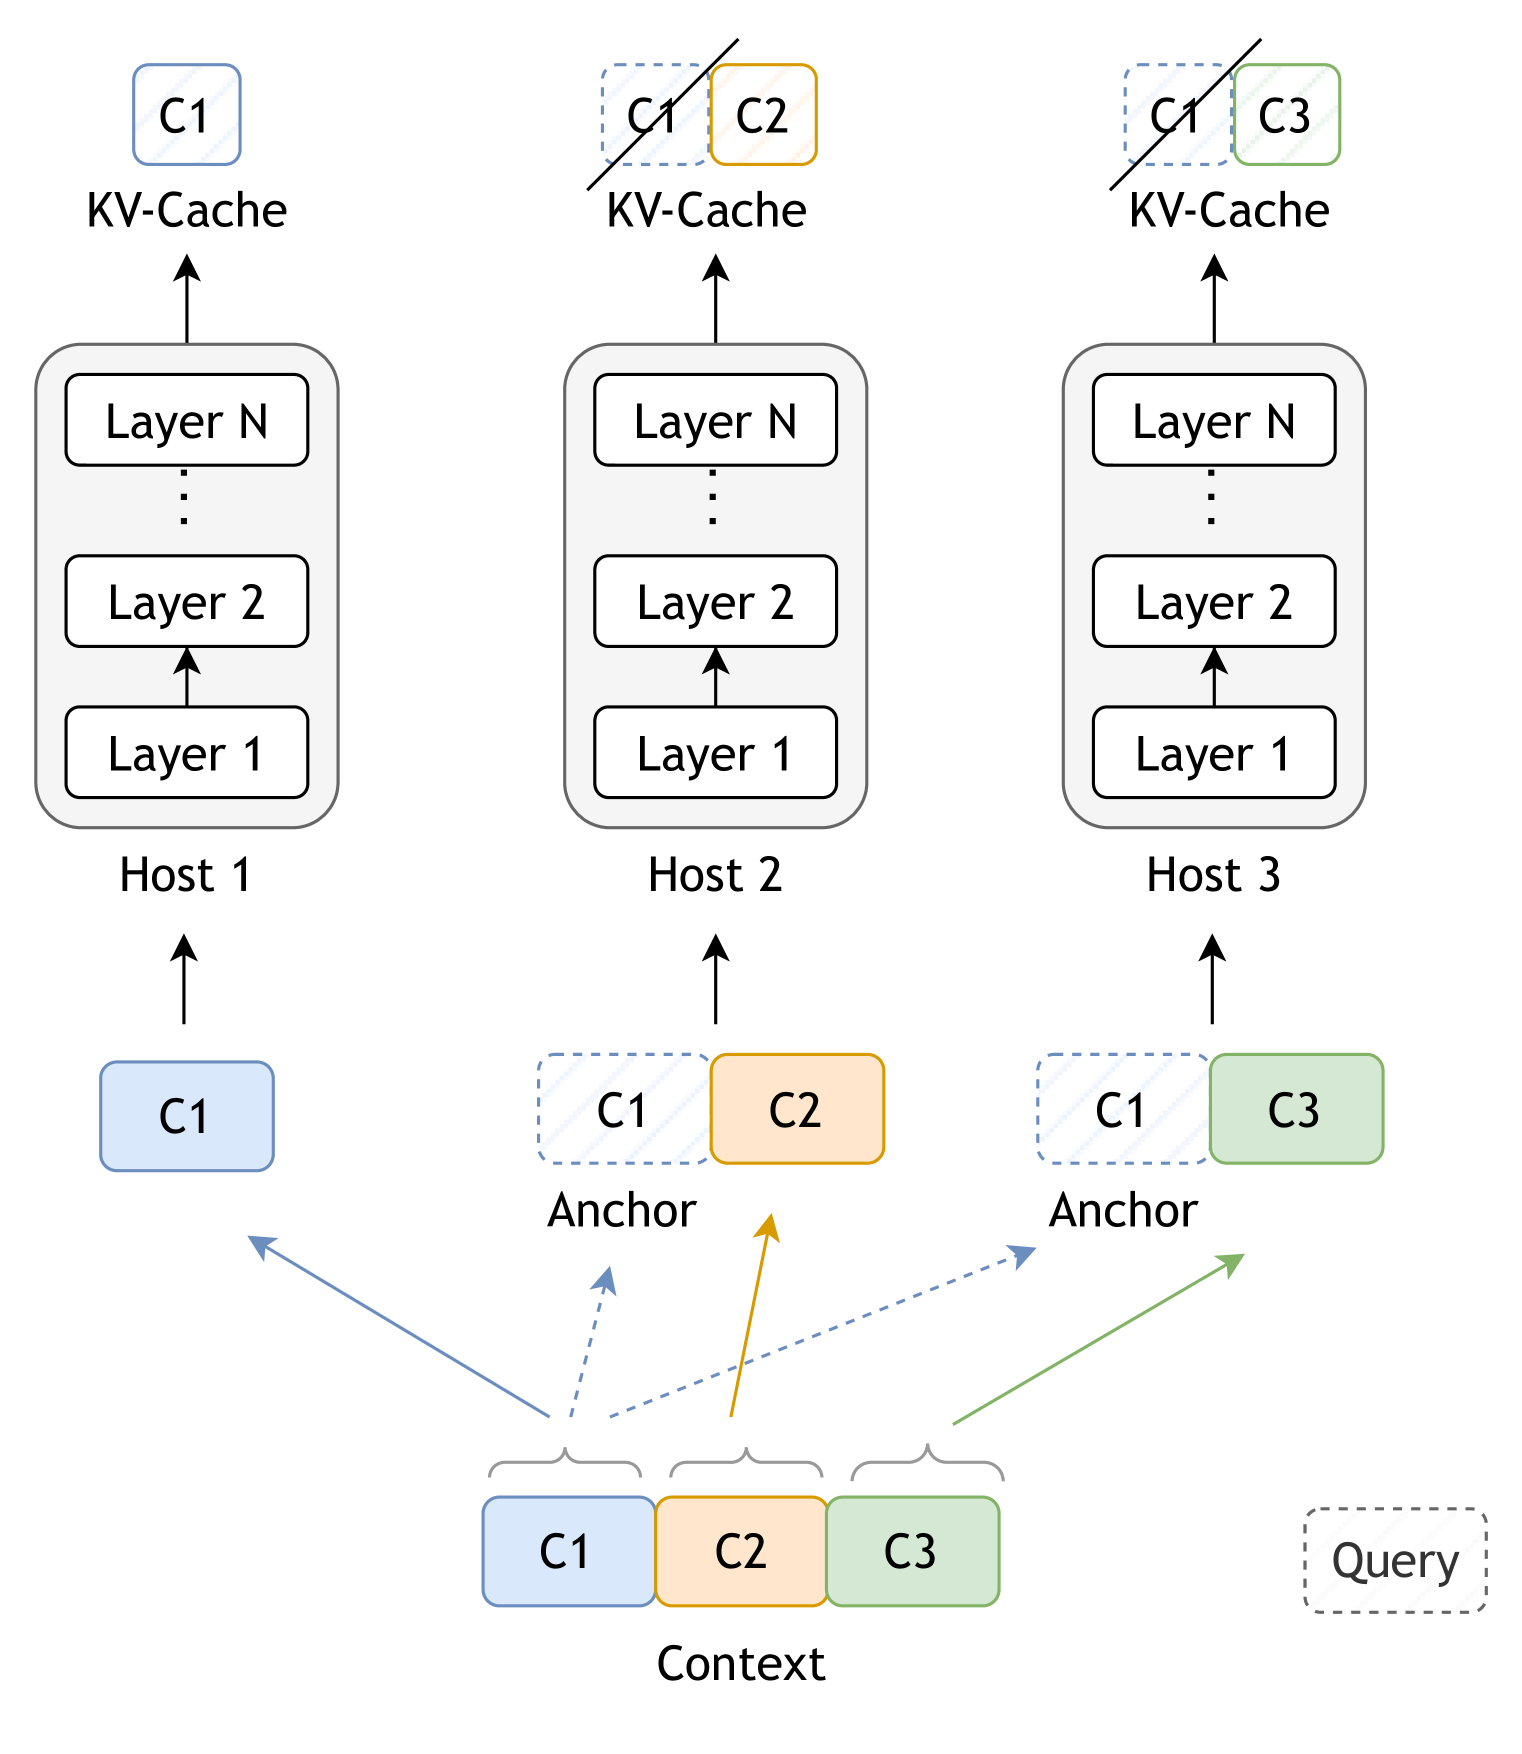 C1
C1 C2
C1 C3
KV-Cache
KV-Cache
KV-Cache
Layer N
Layer N
Layer N
Layer 2
Layer 2
Layer 2
Layer 1
Layer 1
Layer 1
Host 1
Host 2
Host 3
C1
C1 C2
C1 C3
Anchor
Anchor
C1 C2 C3
Query
Context